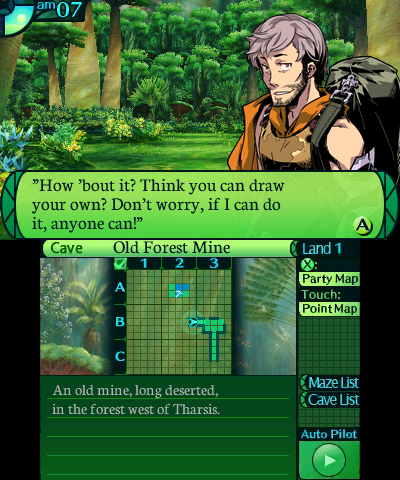 am07
"How 'bout it? Think you can draw
your own? Don't worry, if I can do
it, anyone can!"
A
Cave Old Forest Mine
Land 1
1 2 3
A
B
C
X:
Party Map
Touch:
Point Map
An old mine, long deserted,
in the forest west of Tharsis.
Maze List
Cave List
Auto Pilot